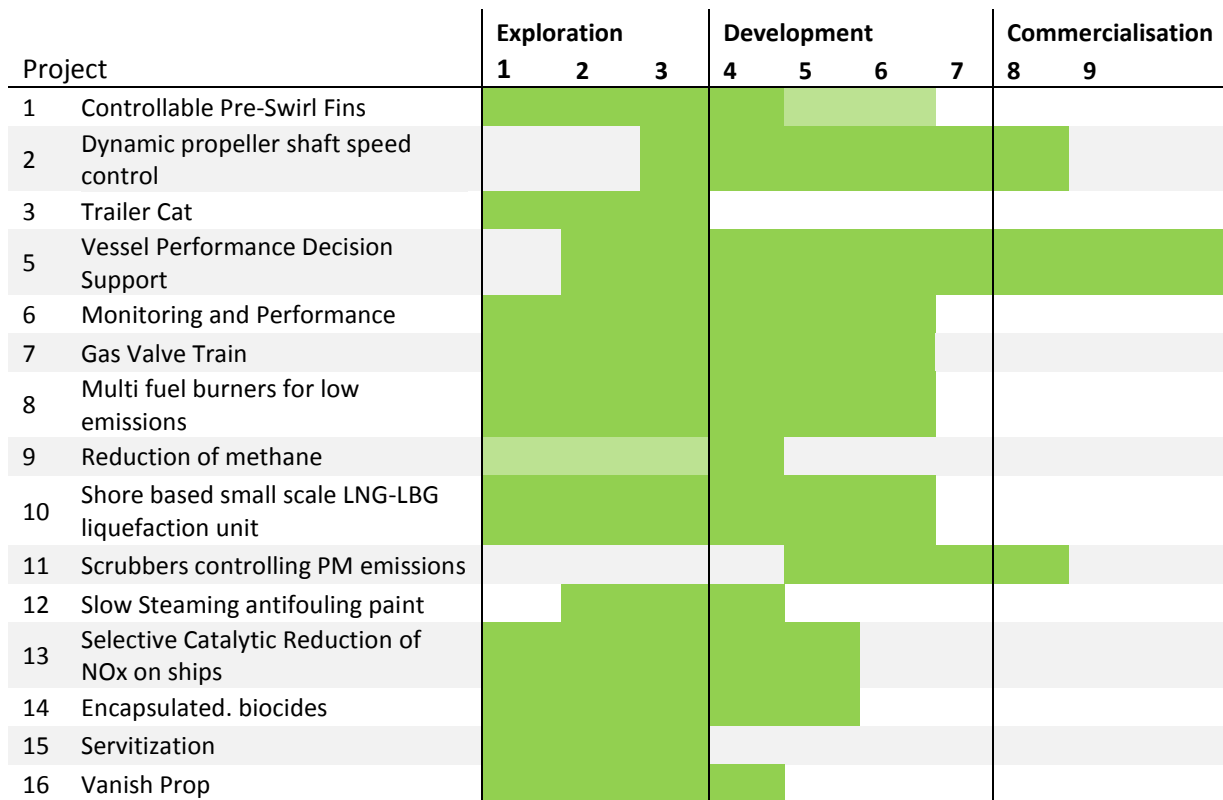 Exploration Development Commercialisation
Project 1 2 3 4 5 6 7 8 9
1 Controllable Pre-Swirl Fins
2 Dynamic propeller shaft speed
control
3 Trailer Cat
5 Vessel Performance Decision
Support
6 Monitoring and Performance
7 Gas Valve Train
8 Multi fuel burners for low
emissions
9 Reduction of methane
10 Shore based small scale LNG-LBG
liquefaction unit
11 Scrubbers controlling PM emissions
12 Slow Steaming antifouling paint
13 Selective Catalytic Reduction of
NOx on ships
14 Encapsulated. biocides
15 Servitization
16 Vanish Prop